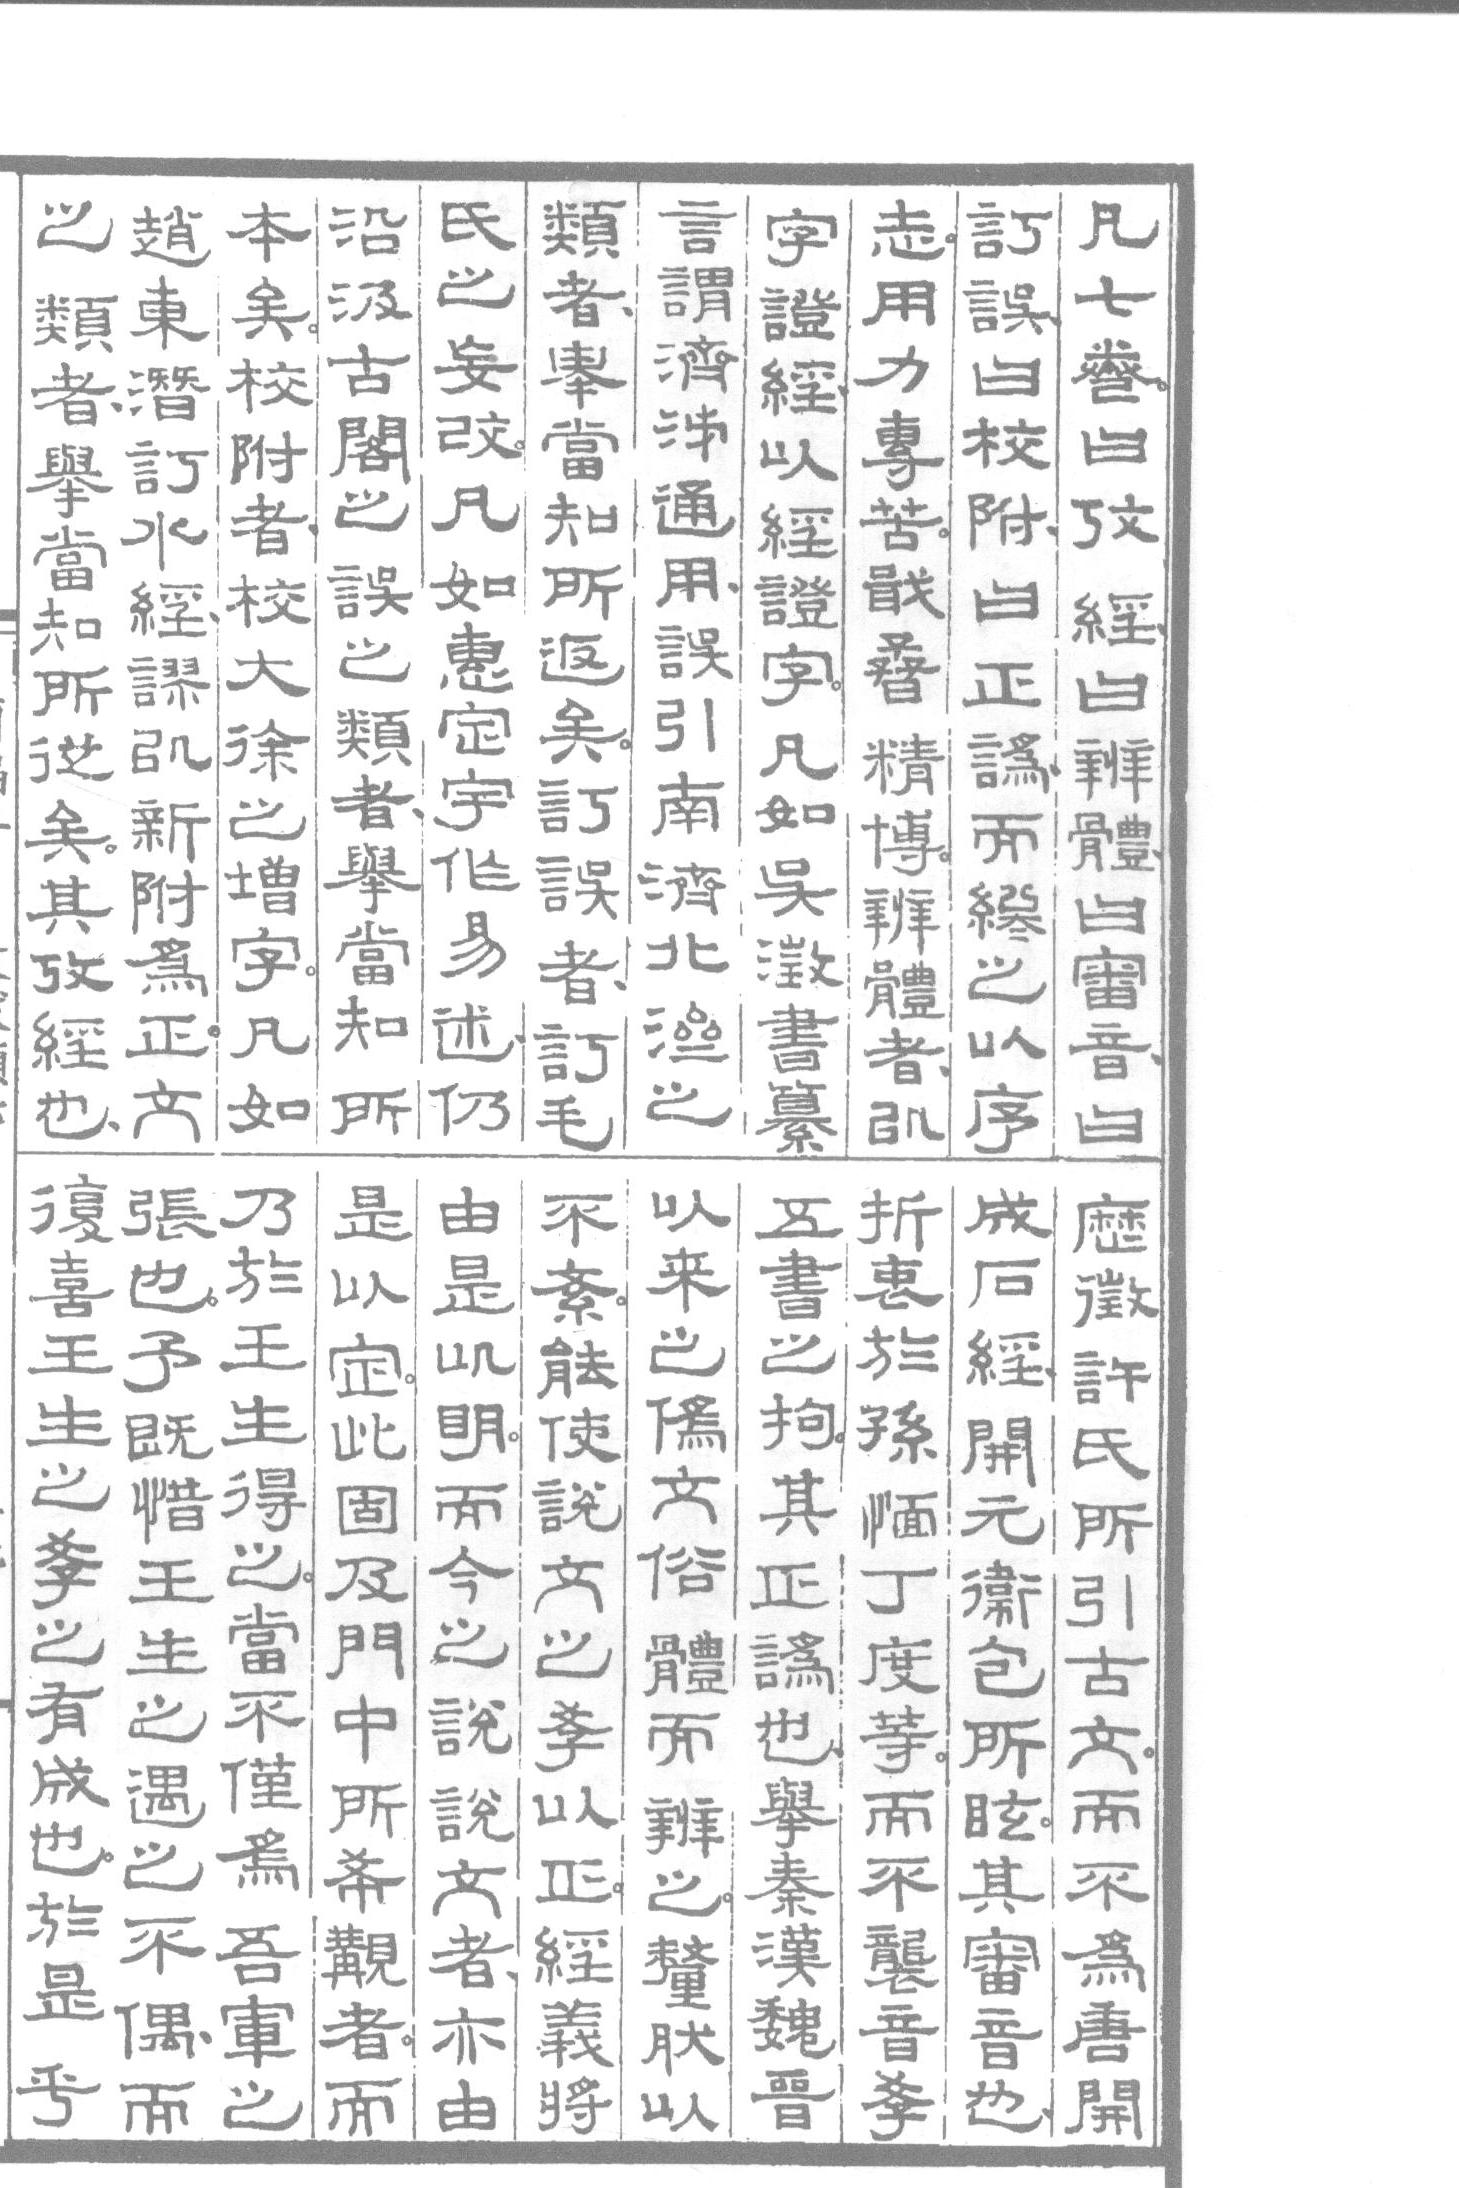 凡七卷。曰攷經、曰辨體、曰審音、曰
訂誤、曰校附、曰正譌、而繆之以序
志。用力專苦。戢孴精博。辨體者、㠯
字證經、以經證字。凡如吳澂書纂
言謂濟泲通用、誤引南濟北之
類者、擧當知所返矣。訂誤者、訂毛
氏之妄改。凡如惠定宇作易述、仍
沿汲古閣之誤之類者、舉當知所
本矣。校附者、校大徐之增字。凡如
趙東潛訂水經、謬㠯新附爲正文
之類者、舉當知所從矣。其攷經也、
歷徵許氏所引古文。而不爲唐開
成石經、開元衞包所眩。其審音也、
折衷於孫愐丁度等。而不襲音學
五書之拘。其正譌也、舉秦漢魏晉
以來之僞文俗體而辨之。釐肰以
不紊。能使說文之學以正。經義將
由是以明。而今之說說文者、亦由
是以定。此固及門中所希覯者。而
乃於王生得之。當不僅爲吾軍之
張也。予既惜王生之遇之不偶、而
復喜王生之學之有成也。於是乎